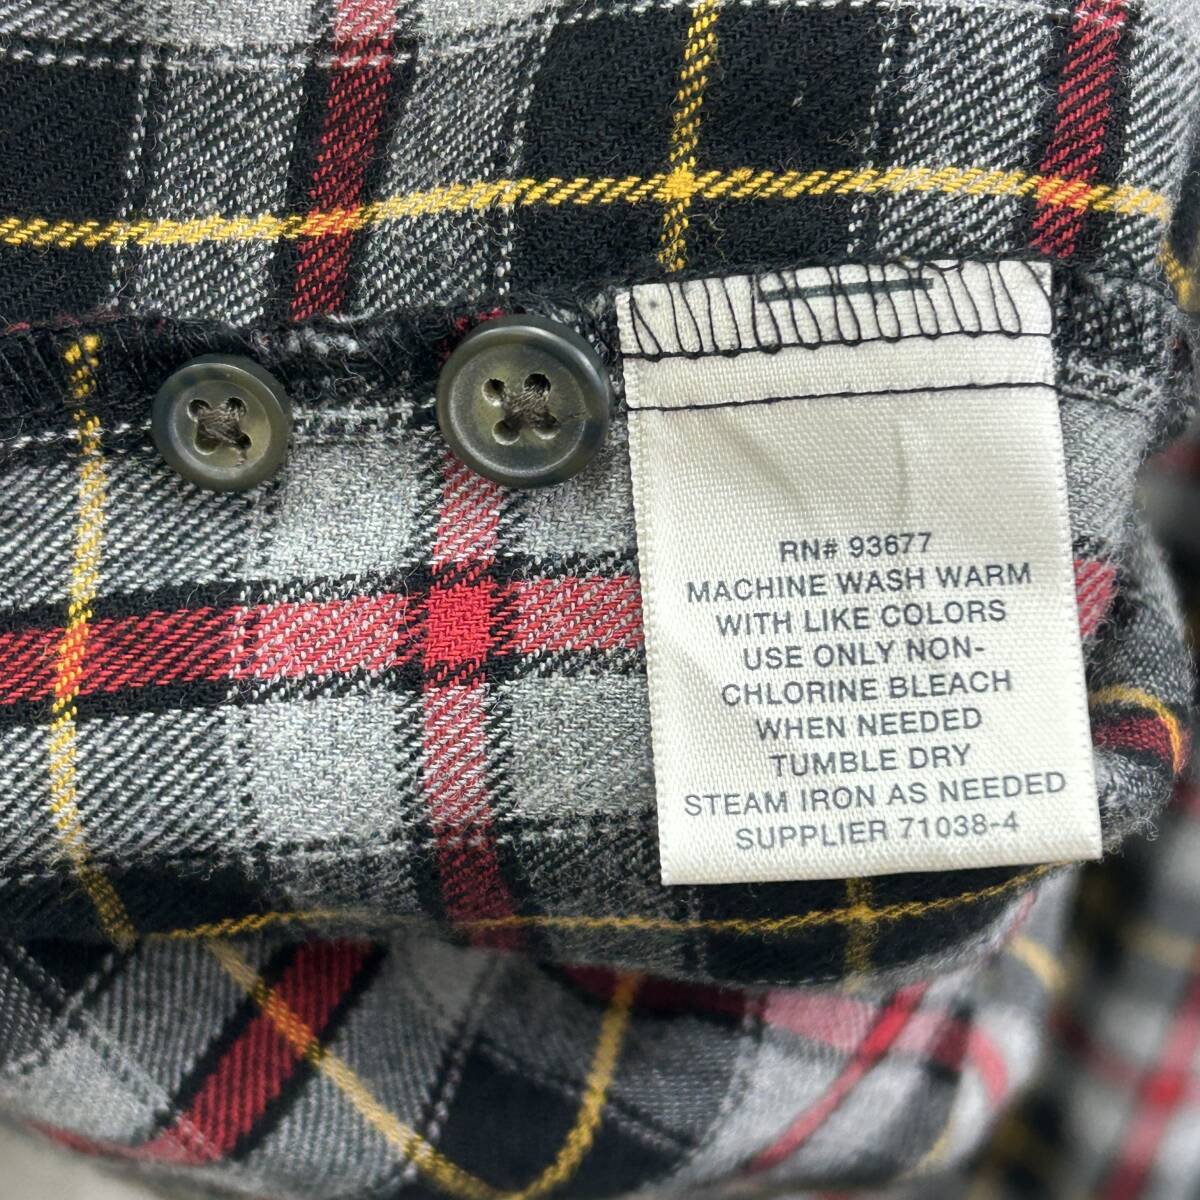 RN# 93677
MACHINE WASH WARM
WITH LIKE COLORS
USE ONLY NON-
CHLORINE BLEACH
WHEN NEEDED
TUMBLE DRY
STEAM IRON AS NEEDED
SUPPLIER 71038-4